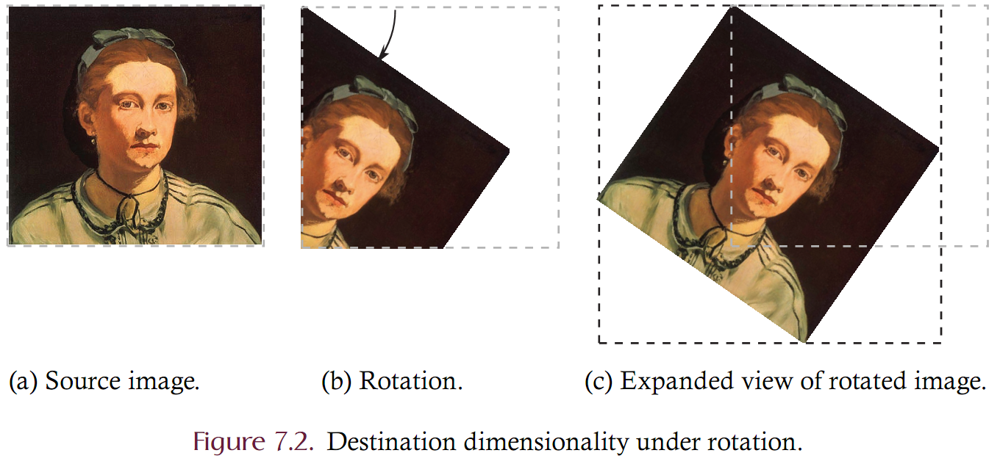 (a) Source image.
(b) Rotation.
(c) Expanded view of rotated image.
Figure 7.2. Destination dimensionality under rotation.